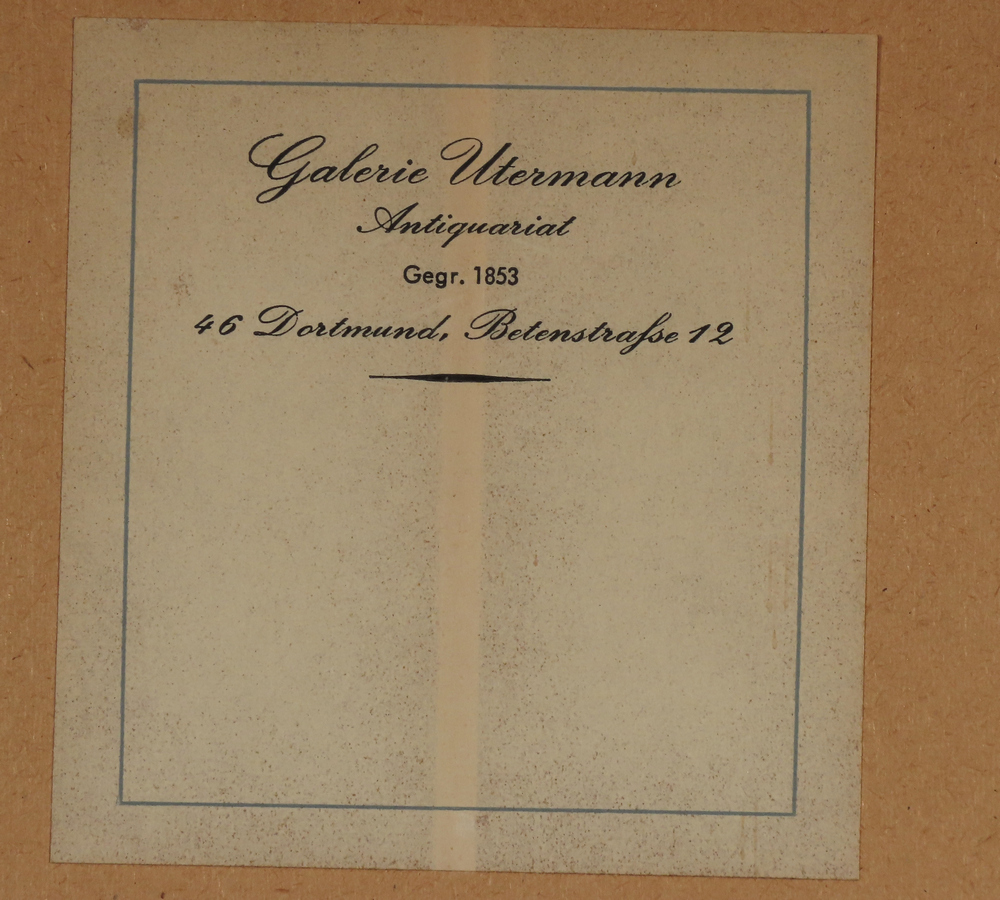 Galerie Utermann
Antiquariat
Gegr. 1853
46 Dortmund, Betenstrasse 12